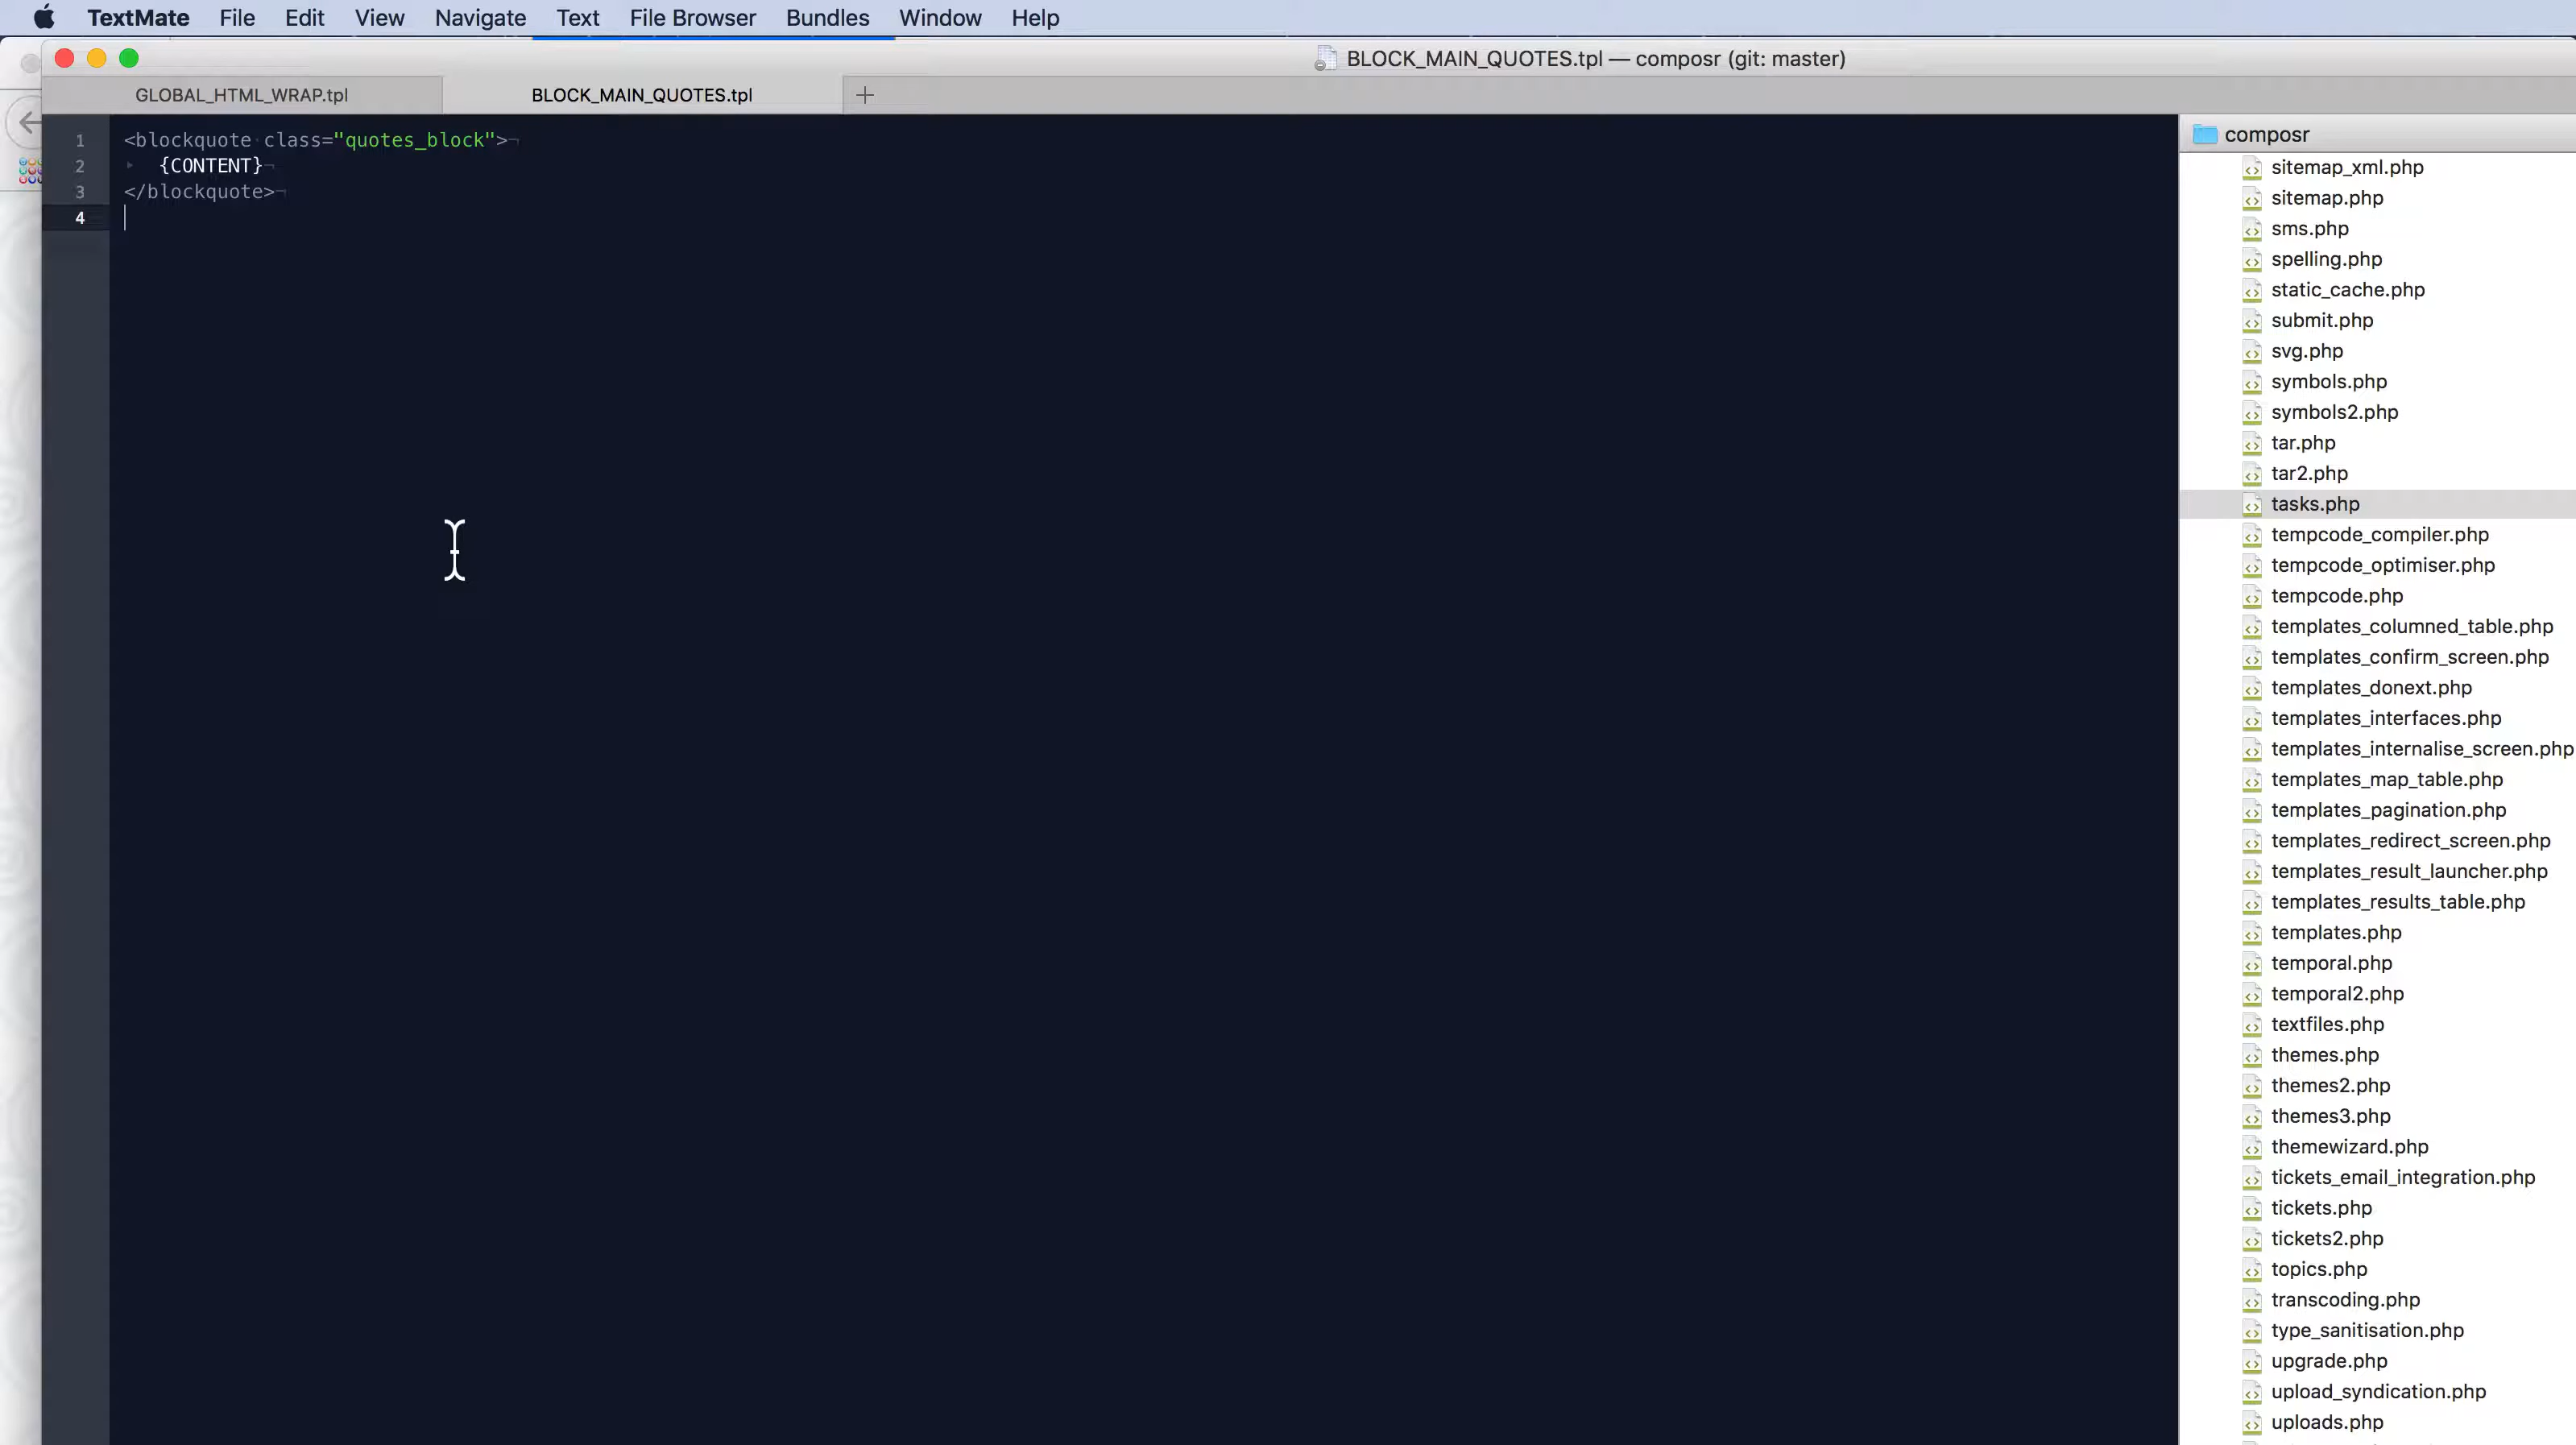 TextMate File Edit View Navigate Text File Browser Bundles Window Help
BLOCK_MAIN_QUOTES.tpl — composr (git: master)
GLOBAL_HTML_WRAP.tpl BLOCK_MAIN_QUOTES.tpl
1 <blockquote class="quotes_block">
2 {CONTENT}
3 </blockquote>
4
composr
sitemap_xml.php
sitemap.php
sms.php
spelling.php
static_cache.php
submit.php
svg.php
symbols.php
symbols2.php
tar.php
tar2.php
tasks.php
tempcode_compiler.php
tempcode_optimiser.php
tempcode.php
templates_columned_table.php
templates_confirm_screen.php
templates_donext.php
templates_interfaces.php
templates_internalise_screen.php
templates_map_table.php
templates_pagination.php
templates_redirect_screen.php
templates_result_launcher.php
templates_results_table.php
templates.php
temporal.php
temporal2.php
textfiles.php
themes.php
themes2.php
themes3.php
themewizard.php
tickets_email_integration.php
tickets.php
tickets2.php
topics.php
transcoding.php
type_sanitisation.php
upgrade.php
upload_syndication.php
uploads.php